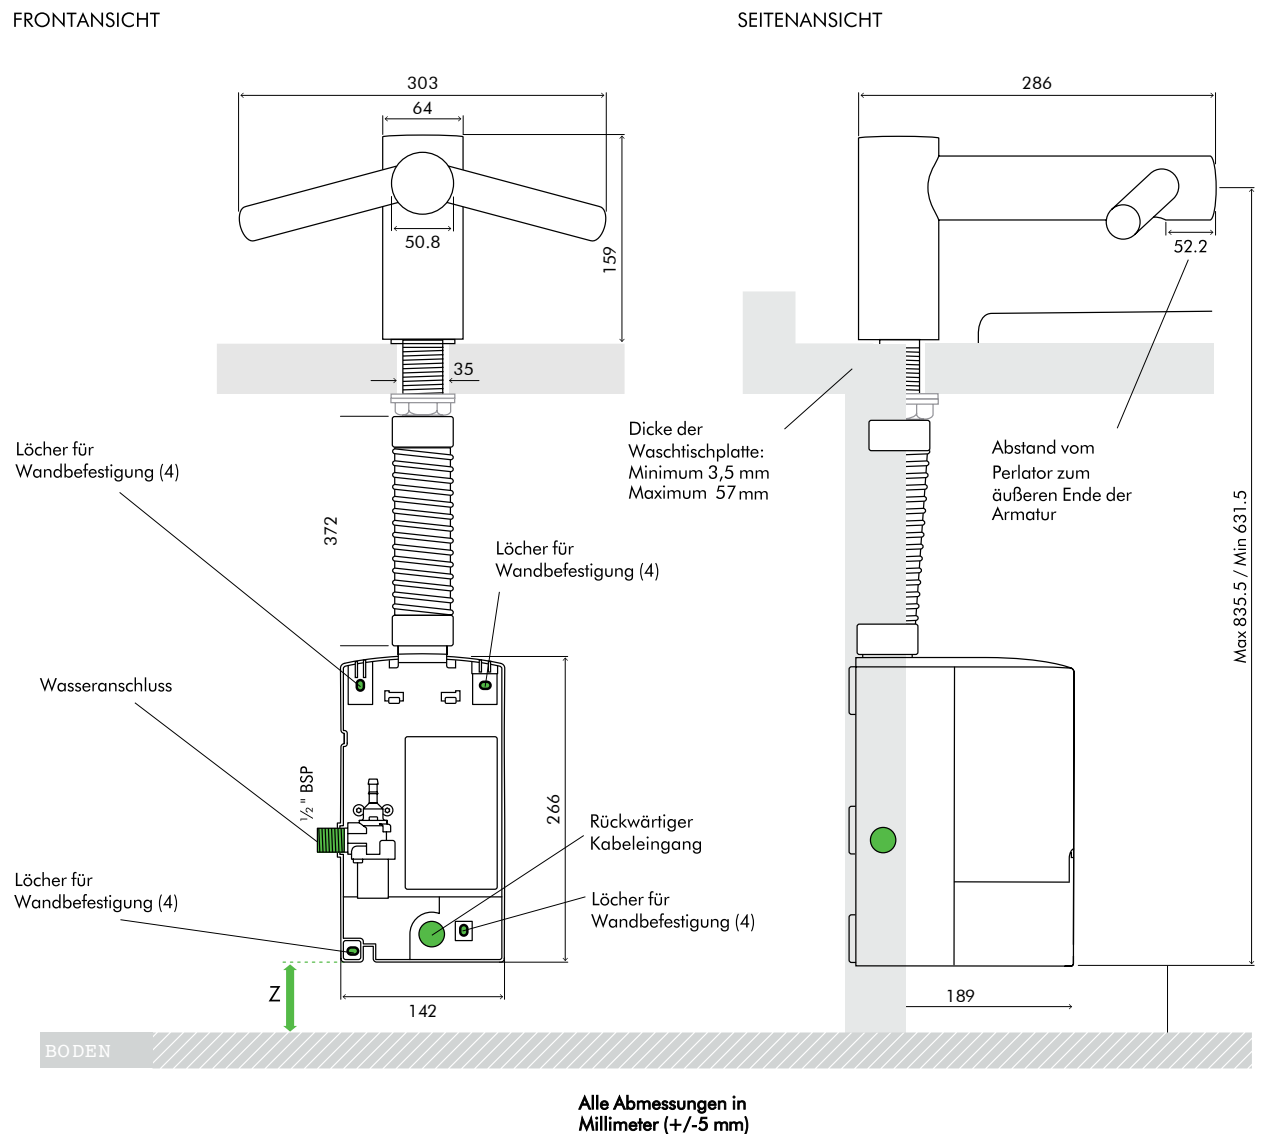 FRONTANSICHT
SEITENANSICHT
303
64
286
50.8
159
52.2
35
Dicke der
Waschtischplatte:
Minimum 3,5 mm
Maximum 57 mm
Abstand vom
Perlator zum
äußeren Ende der
Armatur
Löcher für
Wandbefestigung (4)
372
Löcher für
Wandbefestigung (4)
Max 835.5 / Min 631.5
Wasseranschluss
½" BSP
266
Rückwärtiger
Kabeleingang
Löcher für
Wandbefestigung (4)
Löcher für
Wandbefestigung (4)
Z
142
189
BODEN
Alle Abmessungen in
Millimeter (+/-5 mm)